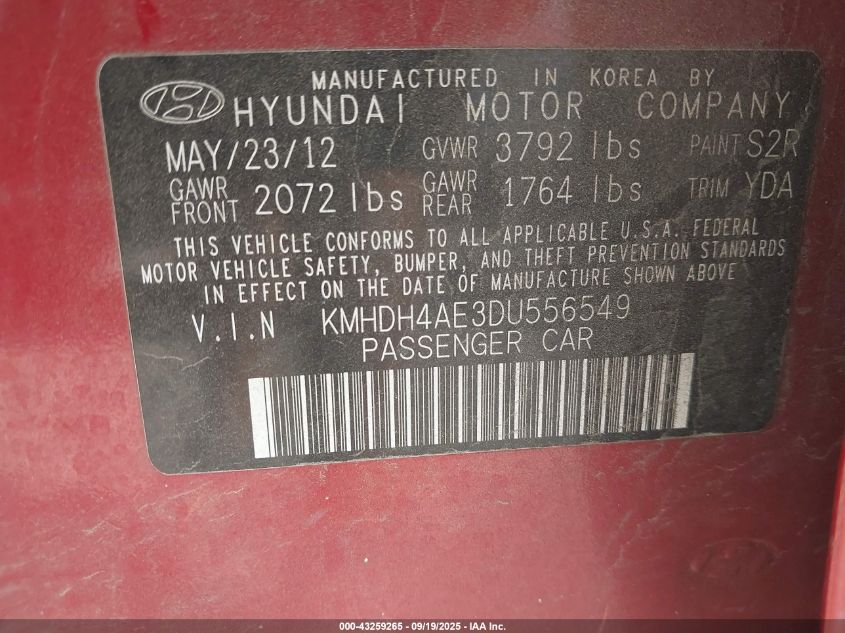 MANUFACTURED IN KOREA BY
HYUNDAI MOTOR COMPANY
MAY/23/12 GVWR 3792 lbs PAINT S2R
GAWR FRONT 2072 lbs GAWR REAR 1764 lbs TRIM YDA
THIS VEHICLE CONFORMS TO ALL APPLICABLE U.S.A. FEDERAL
MOTOR VEHICLE SAFETY, BUMPER, AND THEFT PREVENTION STANDARDS
IN EFFECT ON THE DATE OF MANUFACTURE SHOWN ABOVE
V.I.N KMHDH4AE3DU556549
PASSENGER CAR
000-43259265 - 09/19/2025 - IAA Inc.